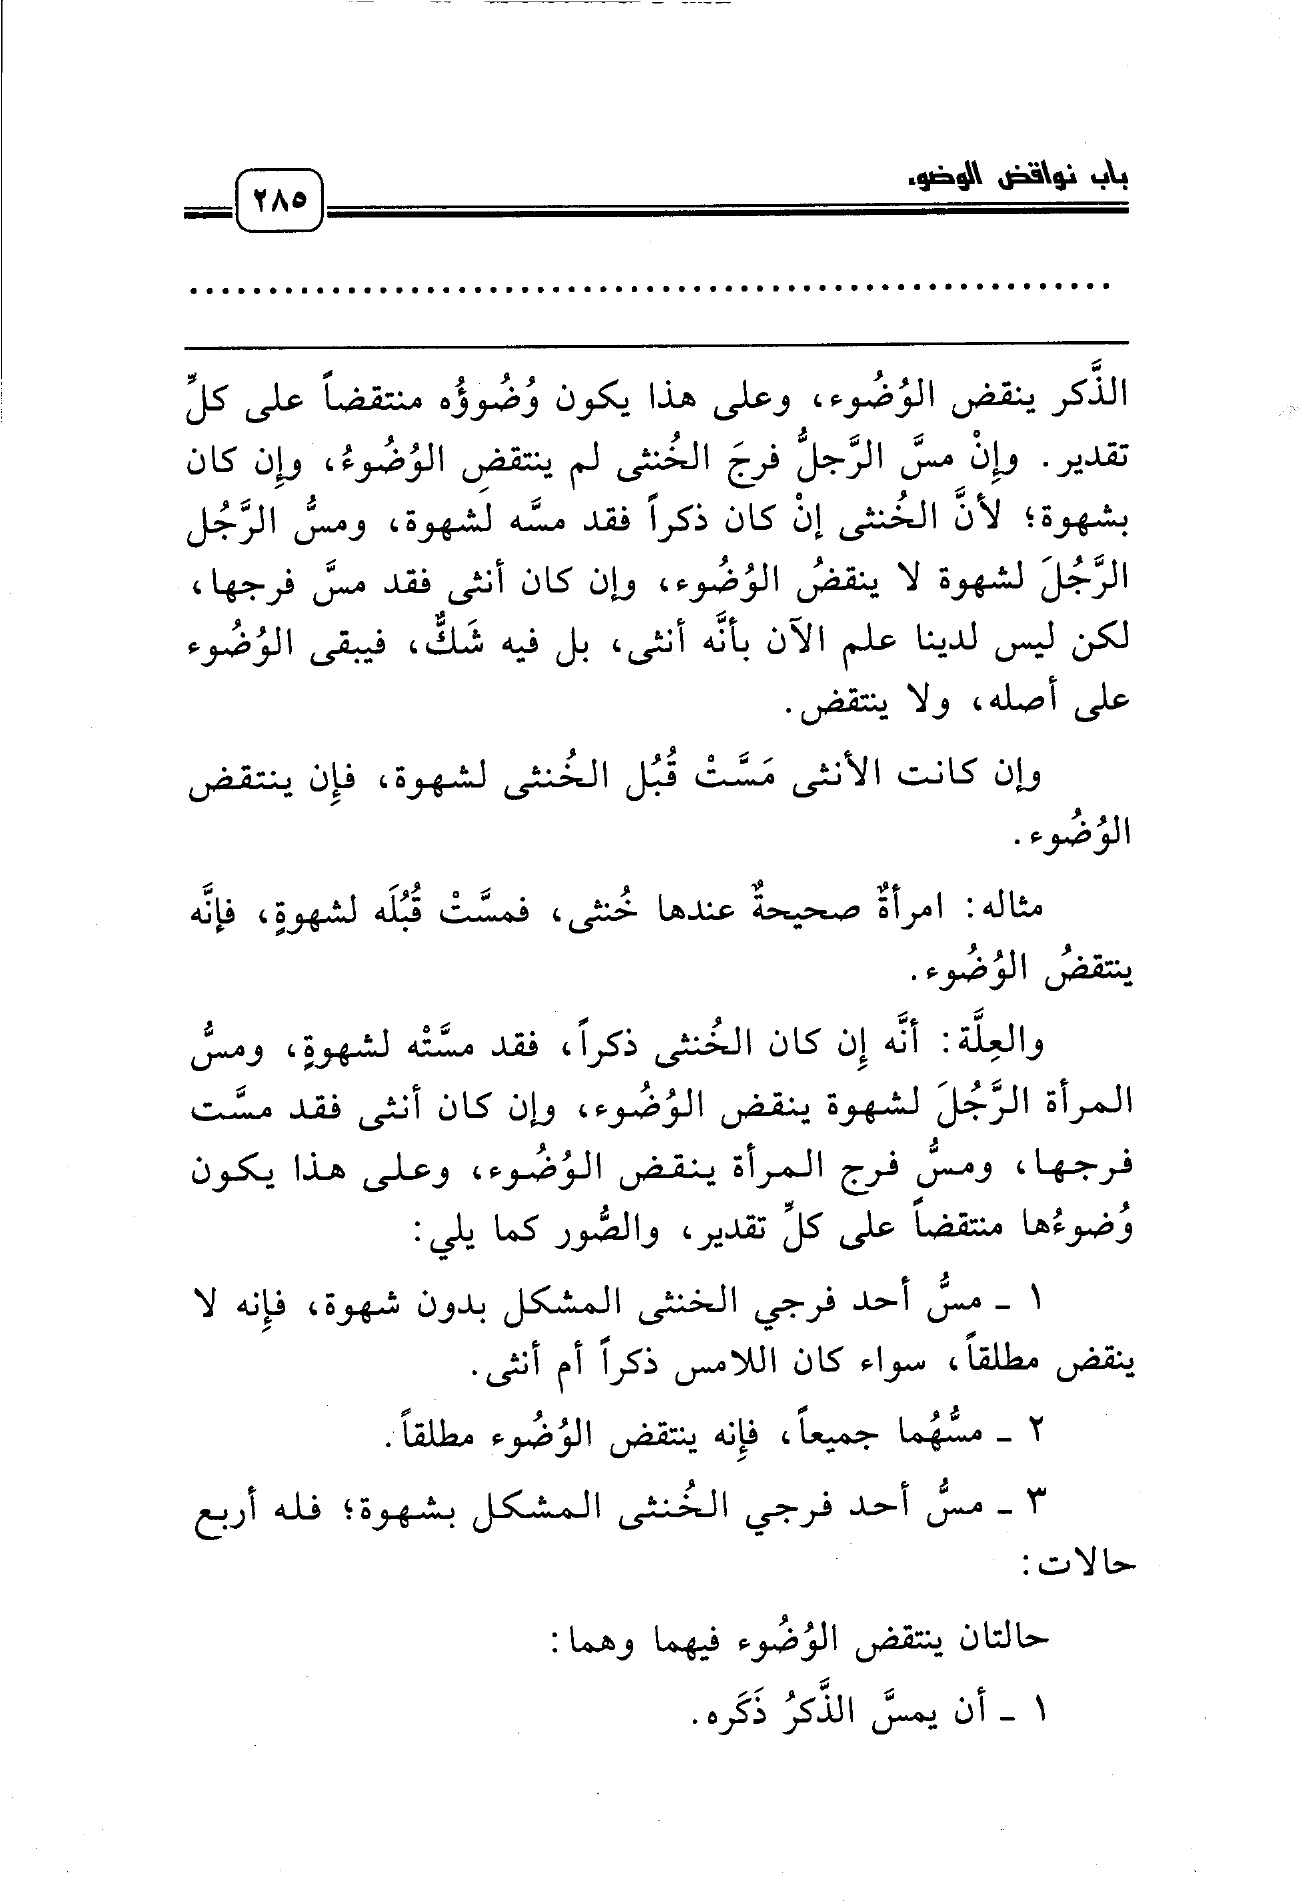 باب نواقض الوضوء
٢٨٥
الذَّكر ينقض الوُضُوء، وعلى هذا يكون وُضُوؤُه منتقضاً على كلِّ
تقدير. وإِنْ مسَّ الرَّجلُ فرجَ الخُنثى لم ينتقضِ الوُضُوءُ، وإِن كان
بشهوة؛ لأنَّ الخُنثى إنْ كان ذكراً فقد مسَّه لشهوة، ومسُّ الرَّجُل
الرَّجُلَ لشهوة لا ينقضُ الوُضُوء، وإن كان أنثى فقد مسَّ فرجها،
لكن ليس لدينا علم الآن بأنَّه أنثى، بل فيه شَكٌّ، فيبقى الوُضُوء
على أصله، ولا ينتقض.
وإن كانت الأنثى مَسَّتْ قُبُل الخُنثى لشهوة، فإِن ينتقض
الوُضُوء.
مثاله: امرأةٌ صحيحةٌ عندها خُنثى، فمسَّتْ قُبُلَه لشهوةٍ، فإنَّه
ينتقضُ الوُضُوء.
والعِلَّة: أنَّه إِن كان الخُنثى ذكراً، فقد مسَّتْه لشهوةٍ، ومسُّ
المرأة الرَّجُلَ لشهوة ينقض الوُضُوء، وإن كان أنثى فقد مسَّت
فرجها، ومسُّ فرج المرأة ينقض الوُضُوء، وعلى هذا يكون
وُضوءُها منتقضاً على كلِّ تقدير، والصُّور كما يلي:
١ ـ مسُّ أحد فرجي الخنثى المشكل بدون شهوة، فإِنه لا
ينقض مطلقاً، سواء كان اللامس ذكراً أم أنثى.
٢ ـ مسُّهُما جميعاً، فإِنه ينتقض الوُضُوء مطلقاً.
٣ ـ مسُّ أحد فرجي الخُنثى المشكل بشهوة؛ فله أربع
حالات:
حالتان ينتقض الوُضُوء فيهما وهما:
١ ـ أن يمسَّ الذَّكرُ ذَكَره.